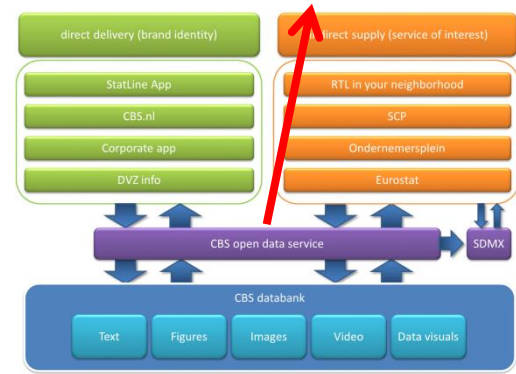 direct delivery (brand identity)
direct supply (service of interest)
StatLine App
RTL in your neighborhood
CBS.nl
SCP
Corporate app
Ondernemersplein
DVZ info
Eurostat
CBS open data service
SDMX
CBS databank
Text
Figures
Images
Video
Data visuals